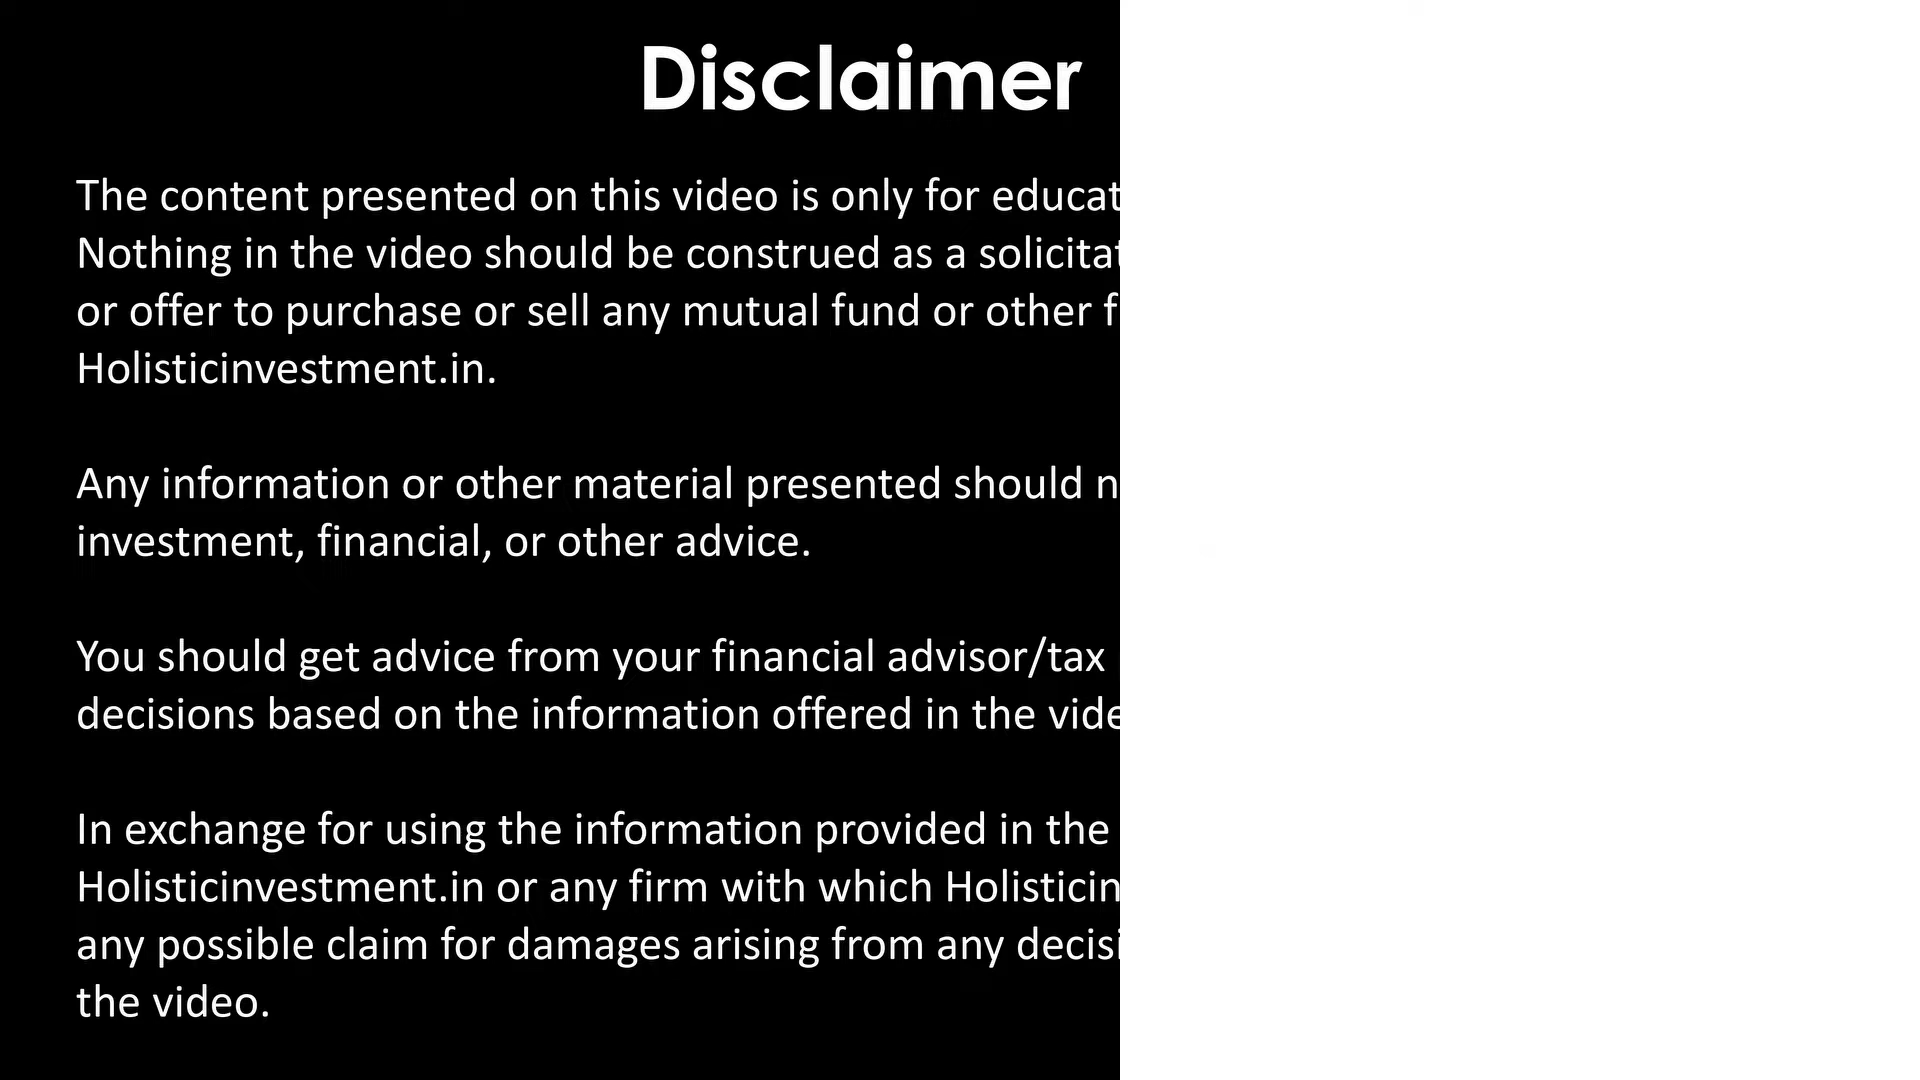 Disclaimer
The content presented on this video is only for educat
Nothing in the video should be construed as a solicitat
or offer to purchase or sell any mutual fund or other f
Holisticinvestment.in.
Any information or other material presented should n
investment, financial, or other advice.
You should get advice from your financial advisor/tax
decisions based on the information offered in the vide
In exchange for using the information provided in the
Holisticinvestment.in or any firm with which Holisticin
any possible claim for damages arising from any decisi
the video.